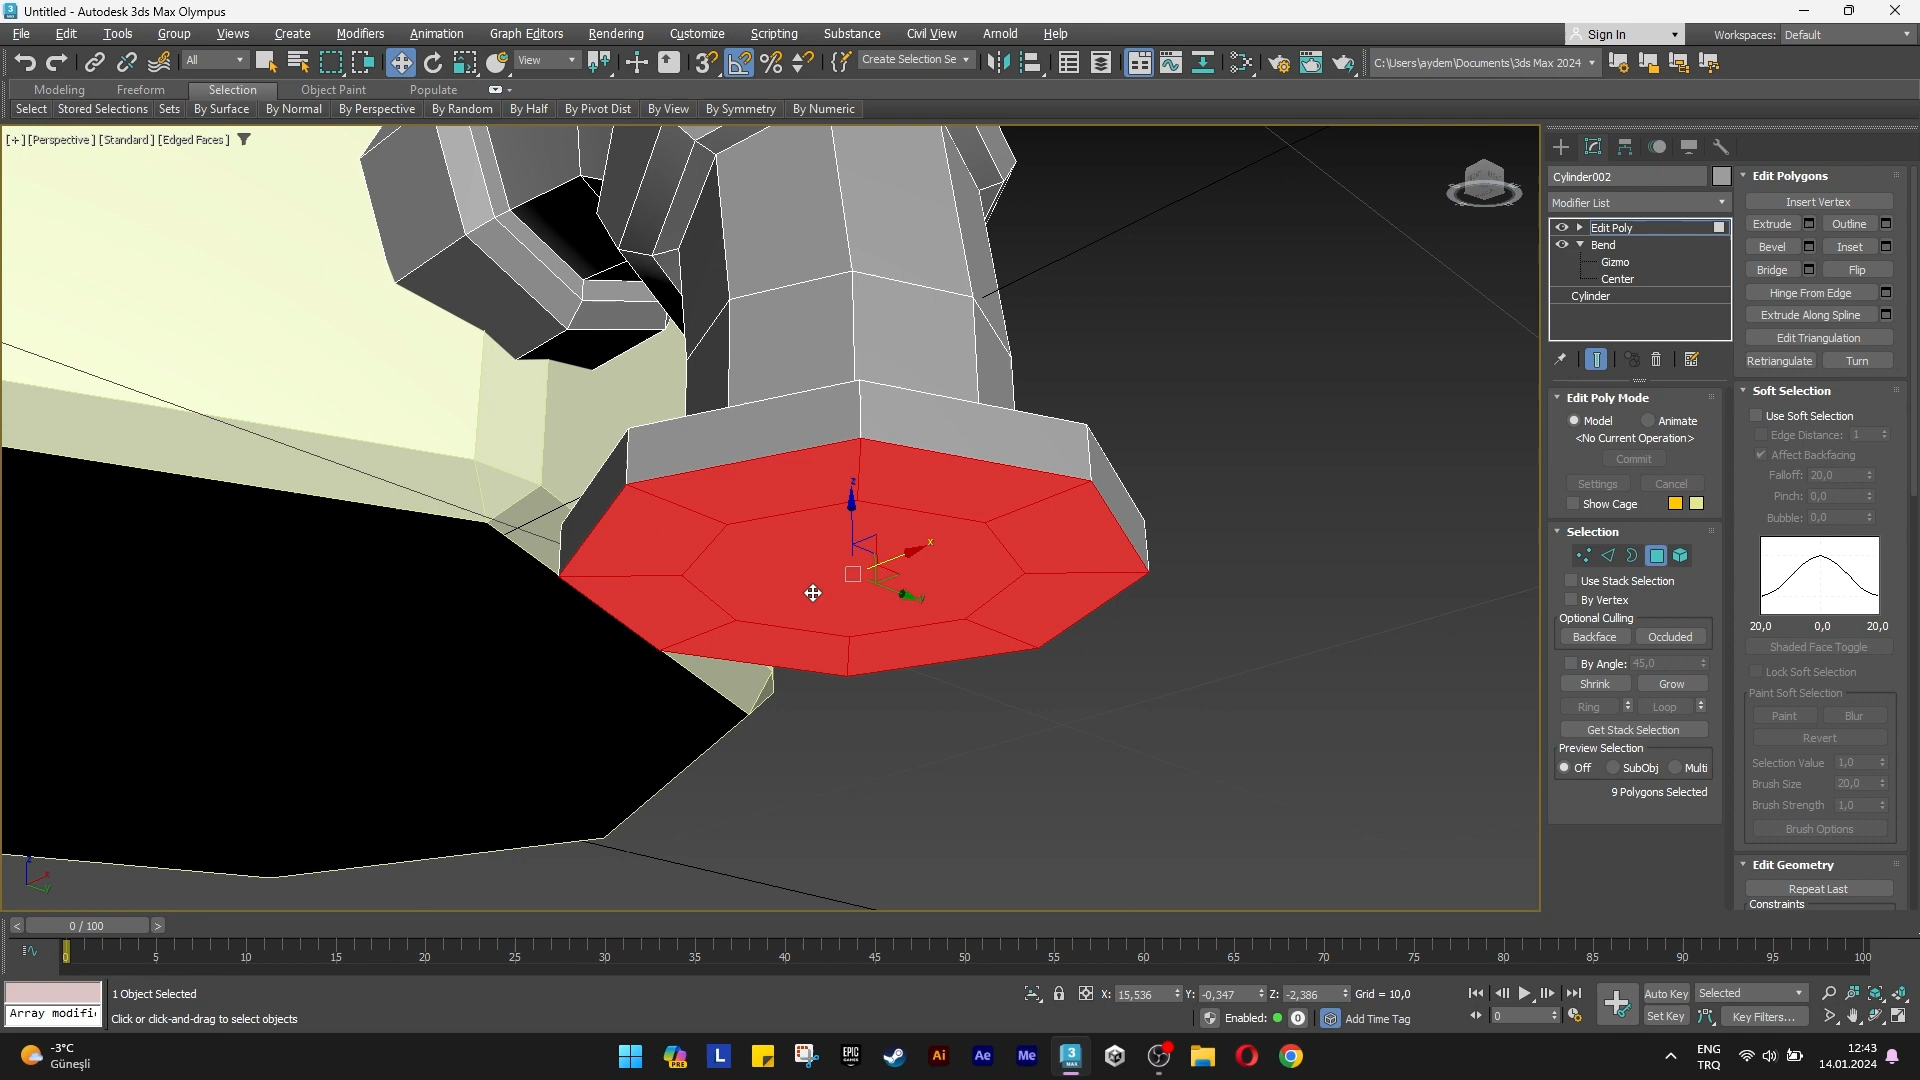 Untitled - Autodesk 3ds Max Olympus
File Edit Tools Group Views Create Modifiers Animation Graph Editors Rendering Customize Scripting Substance Civil View Arnold Help
Sign In Workspaces: Default
All View Create Selection Se C:\Users\aydem\Documents\3ds Max 2024
Modeling Freeform Selection Object Paint Populate
Select Stored Selections Sets By Surface By Normal By Perspective By Random By Half By Pivot Dist By View By Symmetry By Numeric
[+] [Perspective] [Standard] [Edged Faces]
z
x
y
Cylinder002
Modifier List
Edit Poly
Bend
Gizmo
Center
Cylinder
Edit Poly Mode
Model Animate
<No Current Operation>
Commit
Settings Cancel
Show Cage
Selection
Use Stack Selection
By Vertex
Optional Culling
Backface Occluded
By Angle: 45,0
Shrink Grow
Ring Loop
Get Stack Selection
Preview Selection
Off SubObj Multi
9 Polygons Selected
Edit Polygons
Insert Vertex
Extrude Outline
Bevel Inset
Bridge Flip
Hinge From Edge
Extrude Along Spline
Edit Triangulation
Retriangulate Turn
Soft Selection
Use Soft Selection
Edge Distance: 1
Affect Backfacing
Falloff: 20,0
Pinch: 0,0
Bubble: 0,0
20,0 0,0 20,0
Shaded Face Toggle
Lock Soft Selection
Paint Soft Selection
Paint Blur
Revert
Selection Value 1,0
Brush Size 20,0
Brush Strength 1,0
Brush Options
Edit Geometry
Repeat Last
Constraints
< 0 / 100 >
0 5 10 15 20 25 30 35 40 45 50 55 60 65 70 75 80 85 90 95 100
1 Object Selected
Array modifi
Click or click-and-drag to select objects
X: 15,536 Y: -0,347 Z: -2,386 Grid = 10,0
Enabled: 0 Add Time Tag
0
Auto Key Selected
Set Key Key Filters...
-3°C
Güneşli
L EPIC GAMES Ai Ae Me 3
ENG
TRQ
12:43
14.01.2024